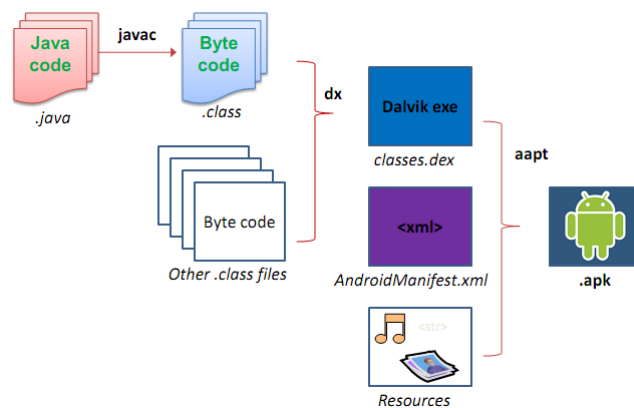 Java
code
.java
javac
Byte
code
.class
Byte code
Other .class files
dx
Dalvik exe
classes.dex
<xml>
AndroidManifest.xml
<str>
Resources
aapt
.apk